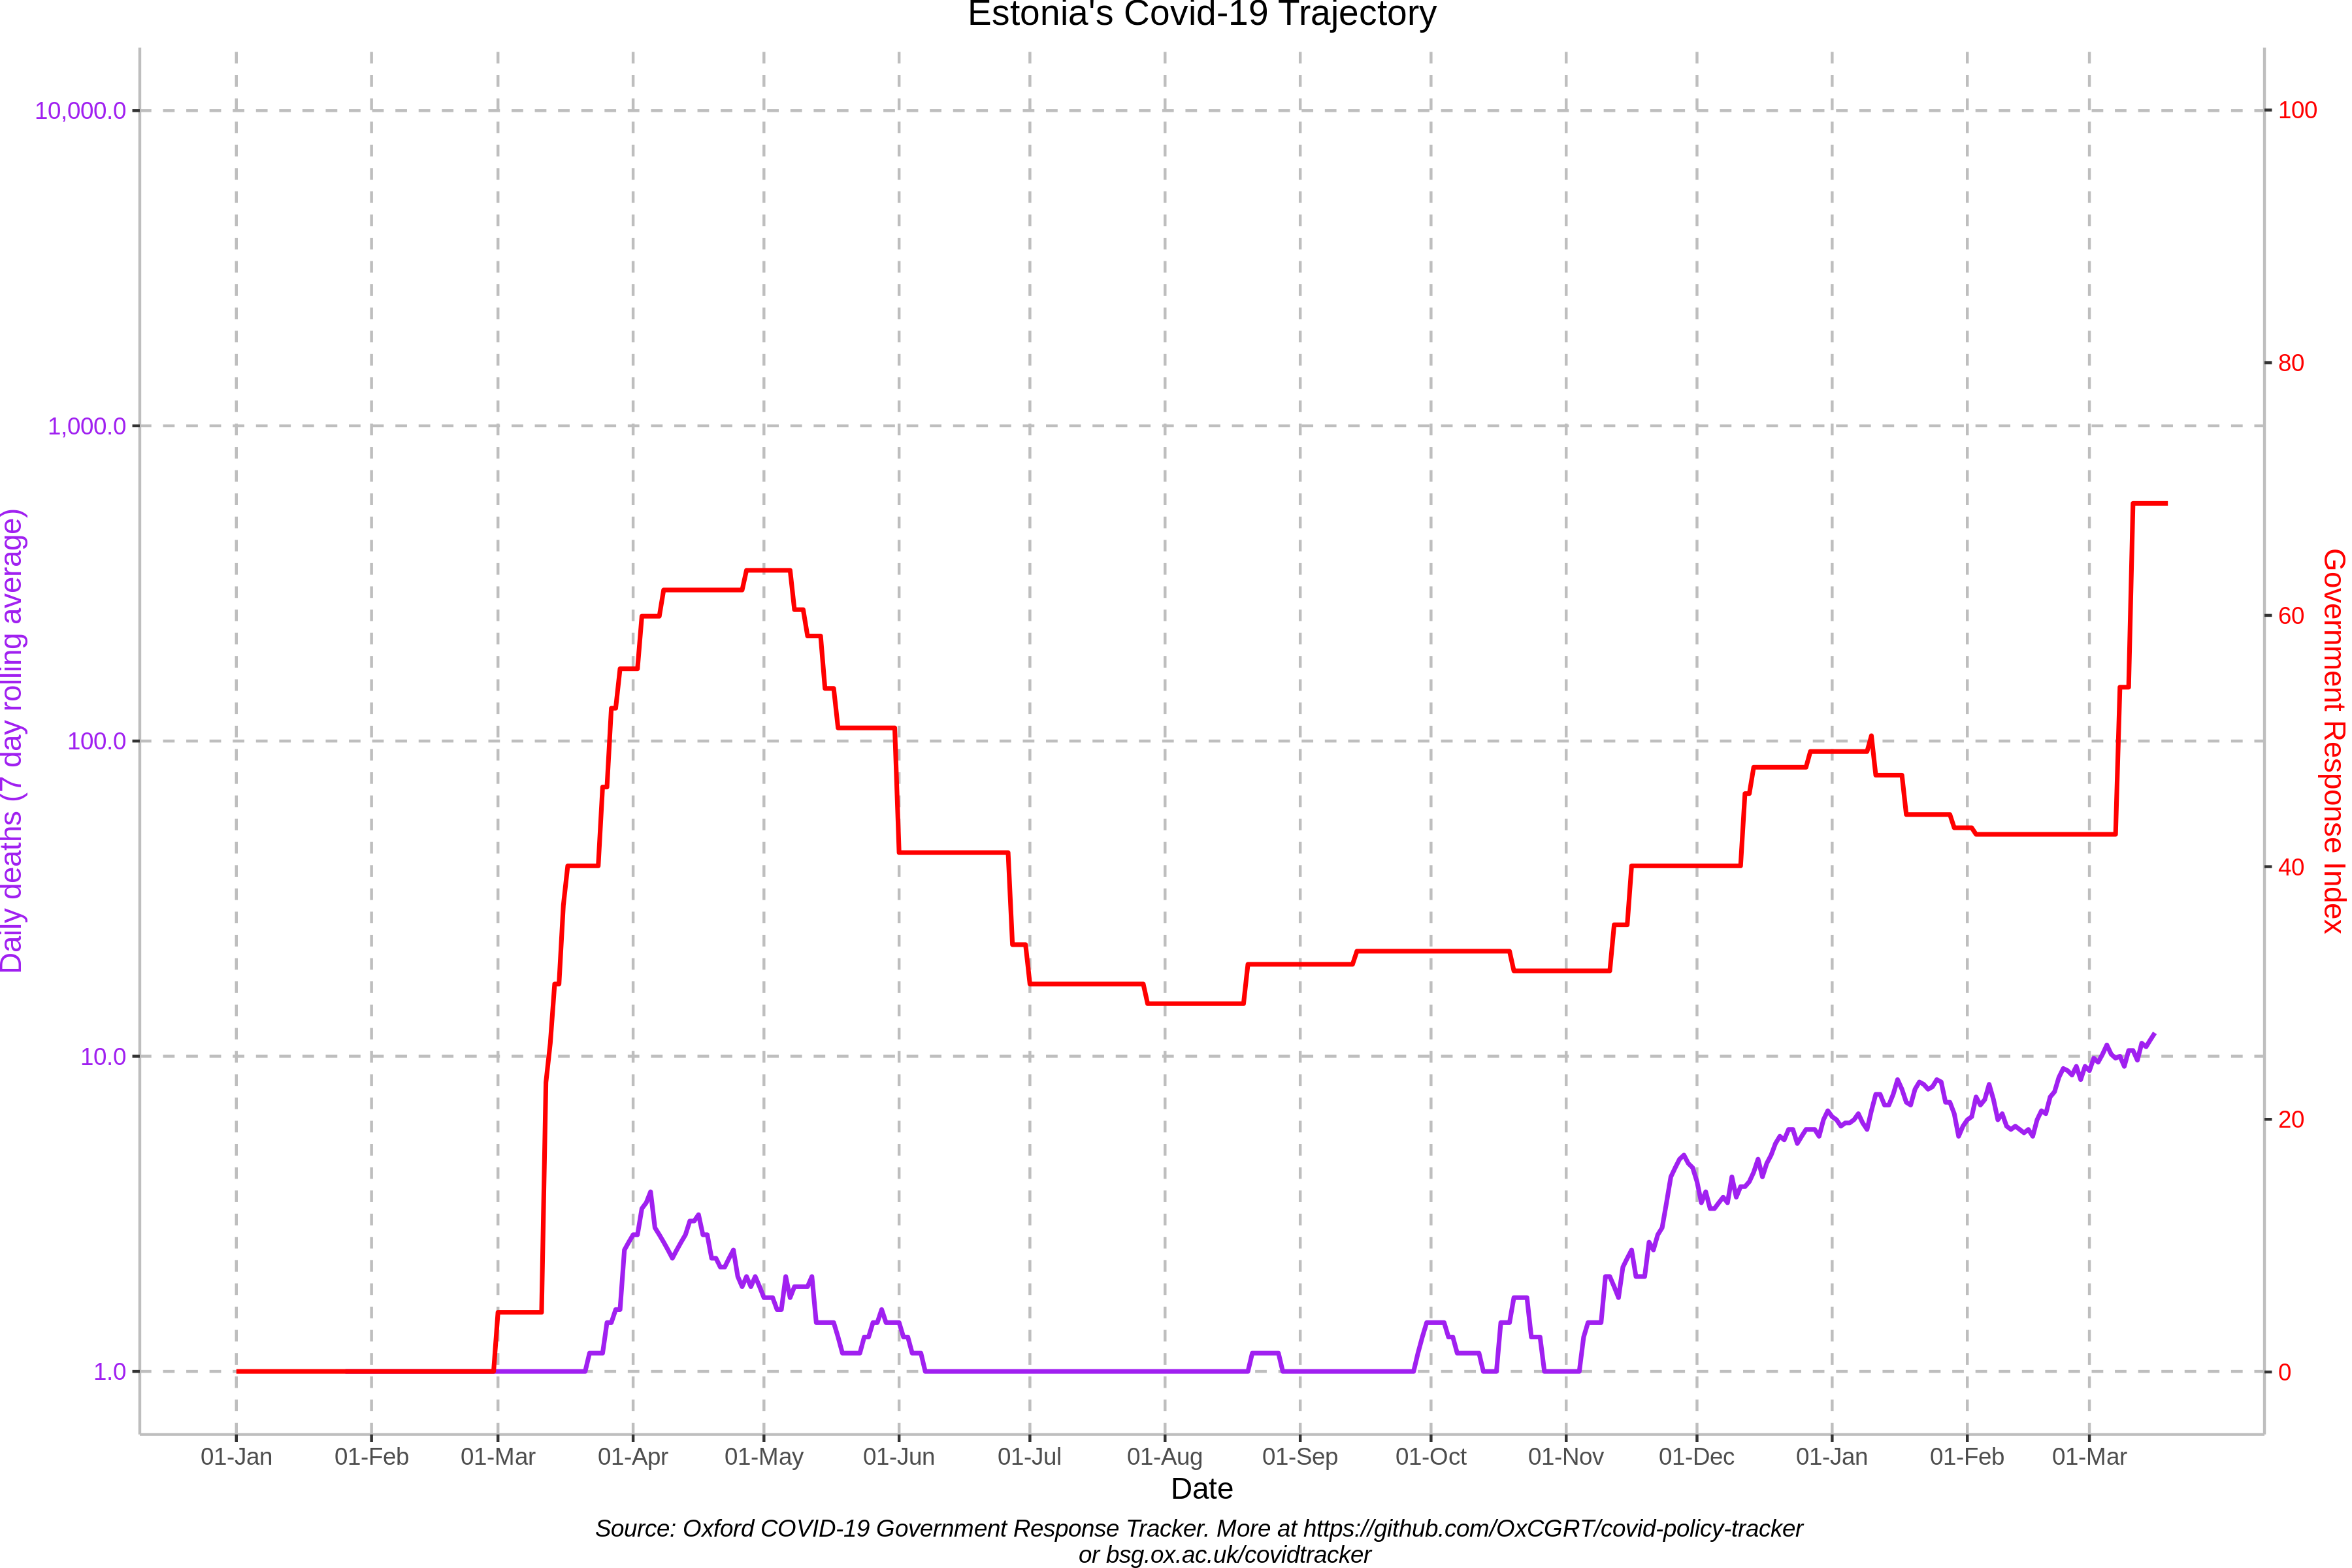 Estonia's Covid-19 Trajectory
10,000.0
1,000.0
100.0
10.0
1.0
Daily deaths (7 day rolling average)
100
80
60
40
20
0
Government Response Index
01-Jan 01-Feb 01-Mar 01-Apr 01-May 01-Jun 01-Jul 01-Aug 01-Sep 01-Oct 01-Nov 01-Dec 01-Jan 01-Feb 01-Mar
Date
Source: Oxford COVID-19 Government Response Tracker. More at https://github.com/OxCGRT/covid-policy-tracker
or bsg.ox.ac.uk/covidtracker